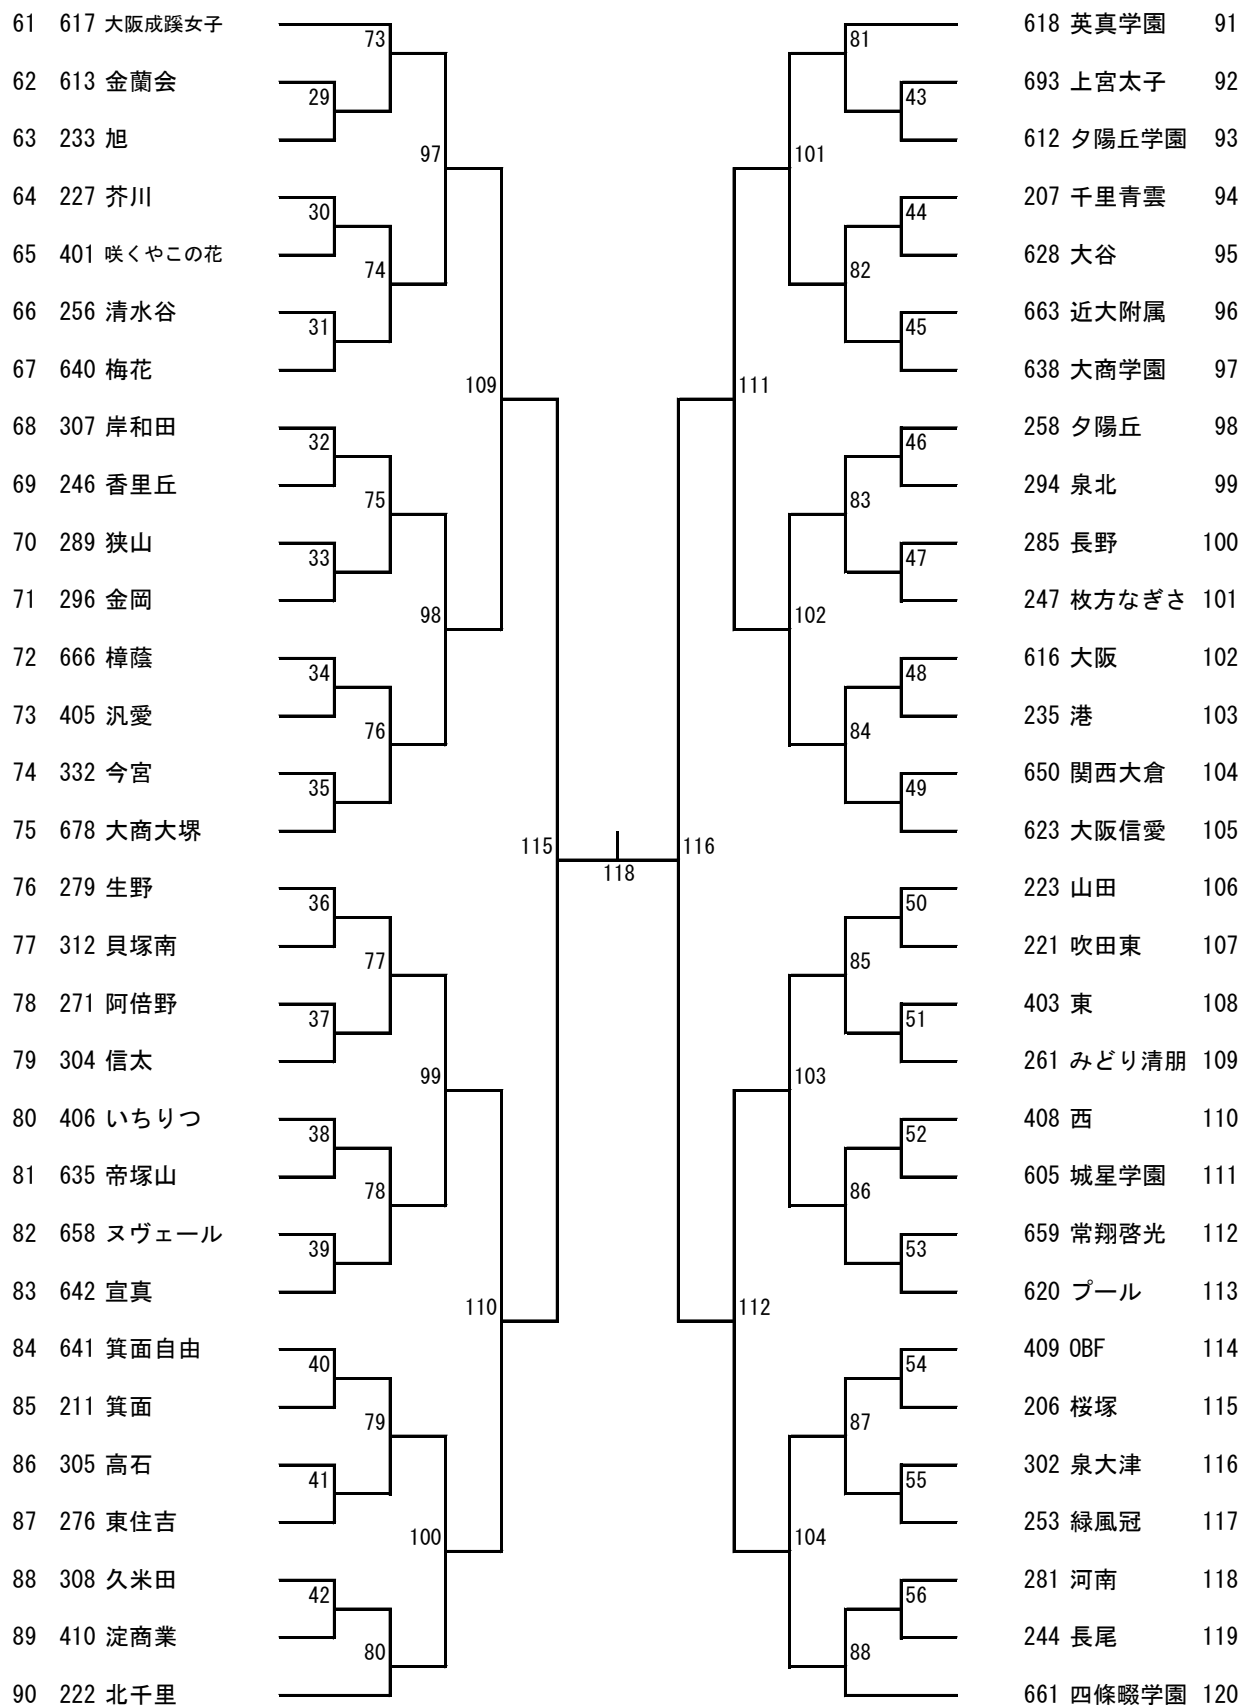 61 617 大阪成蹊女子
73
62 613 金蘭会
29
63 233 旭
97
64 227 芥川
30
65 401 咲くやこの花
74
66 256 清水谷
31
67 640 梅花
109
68 307 岸和田
32
69 246 香里丘
75
70 289 狭山
33
71 296 金岡
98
72 666 樟蔭
34
73 405 汎愛
76
74 332 今宮
35
75 678 大商大堺
115
76 279 生野
36
77 312 貝塚南
77
78 271 阿倍野
37
79 304 信太
99
80 406 いちりつ
38
81 635 帝塚山
78
82 658 ヌヴェール
39
83 642 宣真
110
84 641 箕面自由
40
85 211 箕面
79
86 305 高石
41
87 276 東住吉
100
88 308 久米田
42
89 410 淀商業
80
90 222 北千里
118
618 英真学園 91
81
693 上宮太子 92
43
612 夕陽丘学園 93
101
207 千里青雲 94
44
628 大谷 95
82
663 近大附属 96
45
638 大商学園 97
111
258 夕陽丘 98
46
294 泉北 99
83
285 長野 100
47
247 枚方なぎさ 101
102
616 大阪 102
48
235 港 103
84
650 関西大倉 104
49
623 大阪信愛 105
116
223 山田 106
50
221 吹田東 107
85
403 東 108
51
261 みどり清朋 109
103
408 西 110
52
605 城星学園 111
86
659 常翔啓光 112
53
620 プール 113
112
409 OBF 114
54
206 桜塚 115
87
302 泉大津 116
55
253 緑風冠 117
104
281 河南 118
56
244 長尾 119
88
661 四條畷学園 120